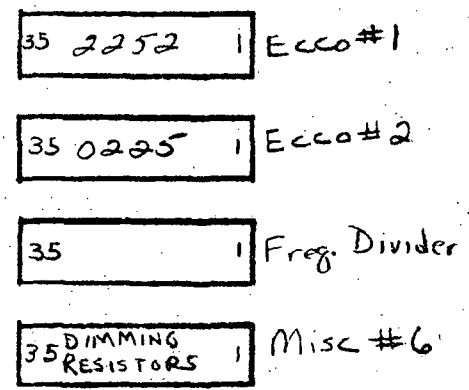 35 2252 1 Ecco #1
35 0225 1 Ecco #2
35 1 Freq. Divider
35 DIMMING RESISTORS 1 Misc #6